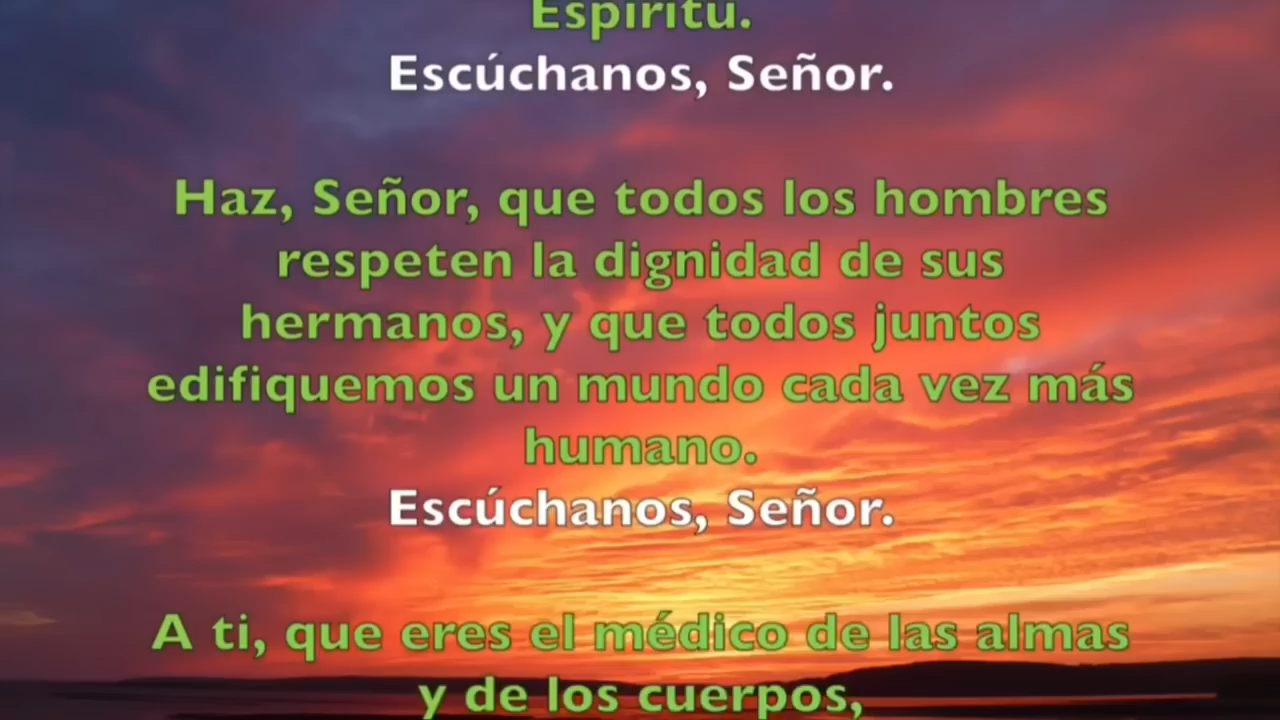 Espíritu.
Escúchanos, Señor.
Haz, Señor, que todos los hombres
respeten la dignidad de sus
hermanos, y que todos juntos
edifiquemos un mundo cada vez más
humano.
Escúchanos, Señor.
A ti, que eres el médico de las almas
y de los cuerpos,